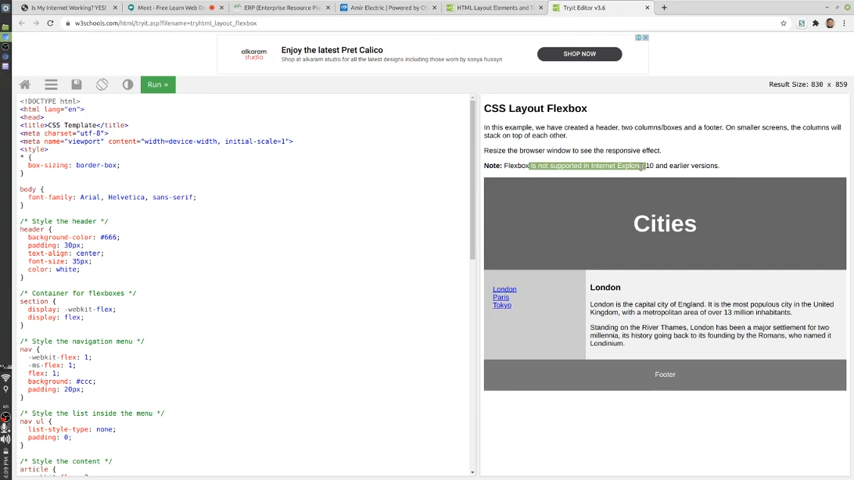 Is My Internet Working? YES!
Meet - Free Learn Web D
ERP (Enterprise Resource Pl
Amir Electric | Powered by C
HTML Layout Elements and T
Tryit Editor v3.6
w3schools.com/html/tryit.asp?filename=tryhtml_layout_flexbox
alkaram studio
Enjoy the latest Pret Calico
Shop at alkaram for all the latest designs including those worn by sonya hussyn
SHOP NOW
Run »
Result Size: 830 x 859
<!DOCTYPE html>
<html lang="en">
<head>
<title>CSS Template</title>
<meta charset="utf-8">
<meta name="viewport" content="width=device-width, initial-scale=1">
<style>
* {
box-sizing: border-box;
}
body {
font-family: Arial, Helvetica, sans-serif;
}
/* Style the header */
header {
background-color: #666;
padding: 30px;
text-align: center;
font-size: 35px;
color: white;
}
/* Container for flexboxes */
section {
display: -webkit-flex;
display: flex;
}
/* Style the navigation menu */
nav {
-webkit-flex: 1;
-ms-flex: 1;
flex: 1;
background: #ccc;
padding: 20px;
}
/* Style the list inside the menu */
nav ul {
list-style-type: none;
padding: 0;
}
/* Style the content */
article {
CSS Layout Flexbox
In this example, we have created a header, two columns/boxes and a footer. On smaller screens, the columns will
stack on top of each other.
Resize the browser window to see the responsive effect.
Note: Flexbox is not supported in Internet Explorer 10 and earlier versions.
Cities
London
Paris
Tokyo
London
London is the capital city of England. It is the most populous city in the United
Kingdom, with a metropolitan area of over 13 million inhabitants.
Standing on the River Thames, London has been a major settlement for two
millennia, its history going back to its founding by the Romans, who named it
Londinium.
Footer
4:09 PM